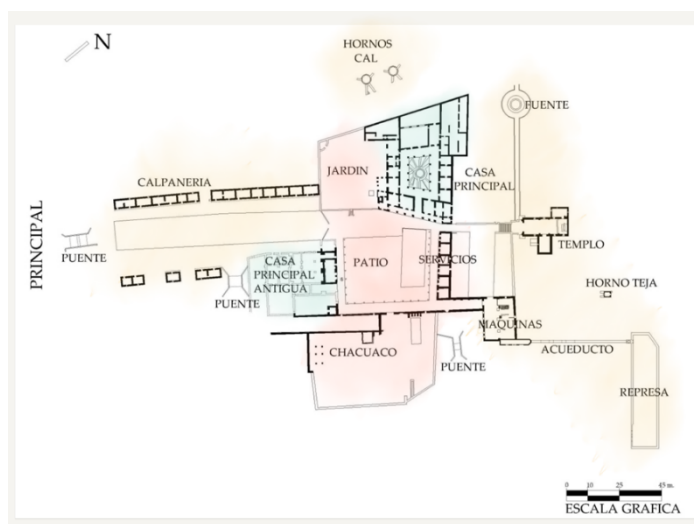 N
HORNOS
CAL
FUENTE
JARDIN
CASA
PRINCIPAL
CALPANERIA
PRINCIPAL
TEMPLO
PUENTE
CASA
PRINCIPAL
ANTIGUA
PATIO
SERVICIOS
HORNO TEJA
PUENTE
MAQUINAS
ACUEDUCTO
CHACUACO
PUENTE
REPRESA
0 10 25 45 m.
ESCALA GRAFICA